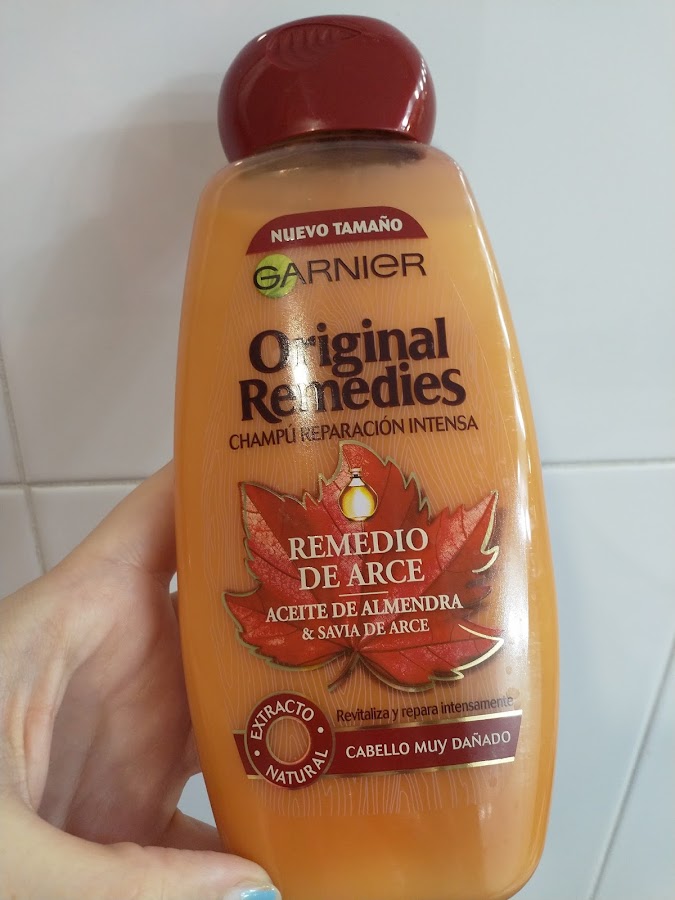 NUEVO TAMAÑO
GARNIER
Original
Remedies
CHAMPÚ REPARACIÓN INTENSA
REMEDIO
DE ARCE
ACEITE DE ALMENDRA
& SAVIA DE ARCE
Revitaliza y repara intensamente
EXTRACTO
NATURAL
CABELLO MUY DAÑADO